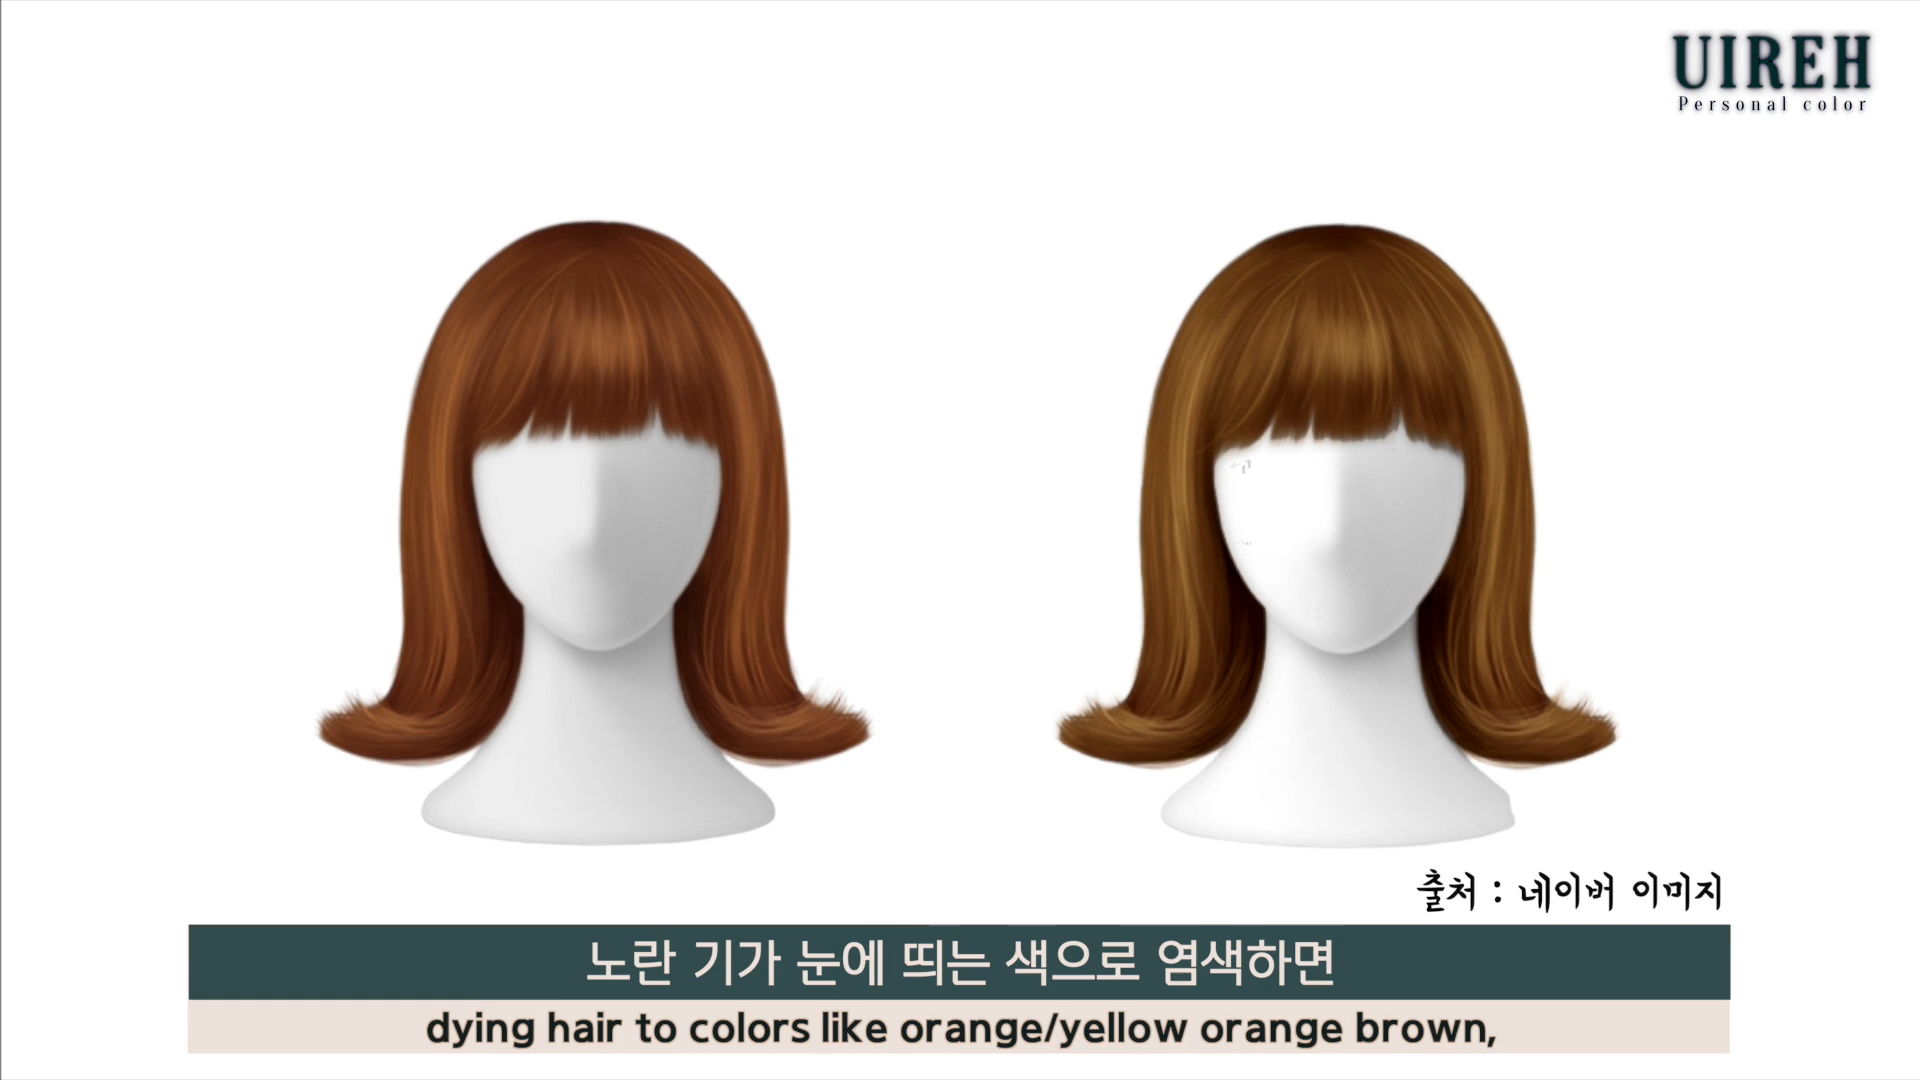 UIREH
Personal color
출처 : 네이버 이미지
노란 기가 눈에 띄는 색으로 염색하면
dying hair to colors like orange/yellow orange brown,